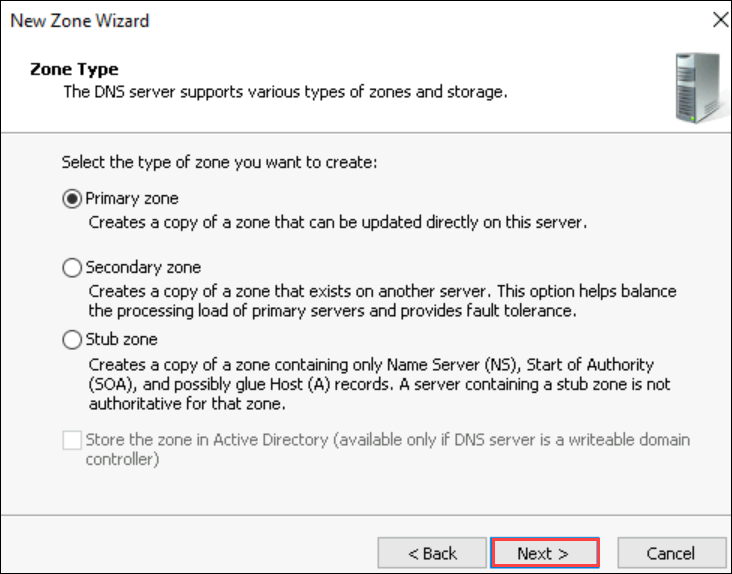 New Zone Wizard
Zone Type
The DNS server supports various types of zones and storage.
Select the type of zone you want to create:
Primary zone
Creates a copy of a zone that can be updated directly on this server.
Secondary zone
Creates a copy of a zone that exists on another server. This option helps balance
the processing load of primary servers and provides fault tolerance.
Stub zone
Creates a copy of a zone containing only Name Server (NS), Start of Authority
(SOA), and possibly glue Host (A) records. A server containing a stub zone is not
authoritative for that zone.
Store the zone in Active Directory (available only if DNS server is a writeable domain
controller)
< Back Next > Cancel